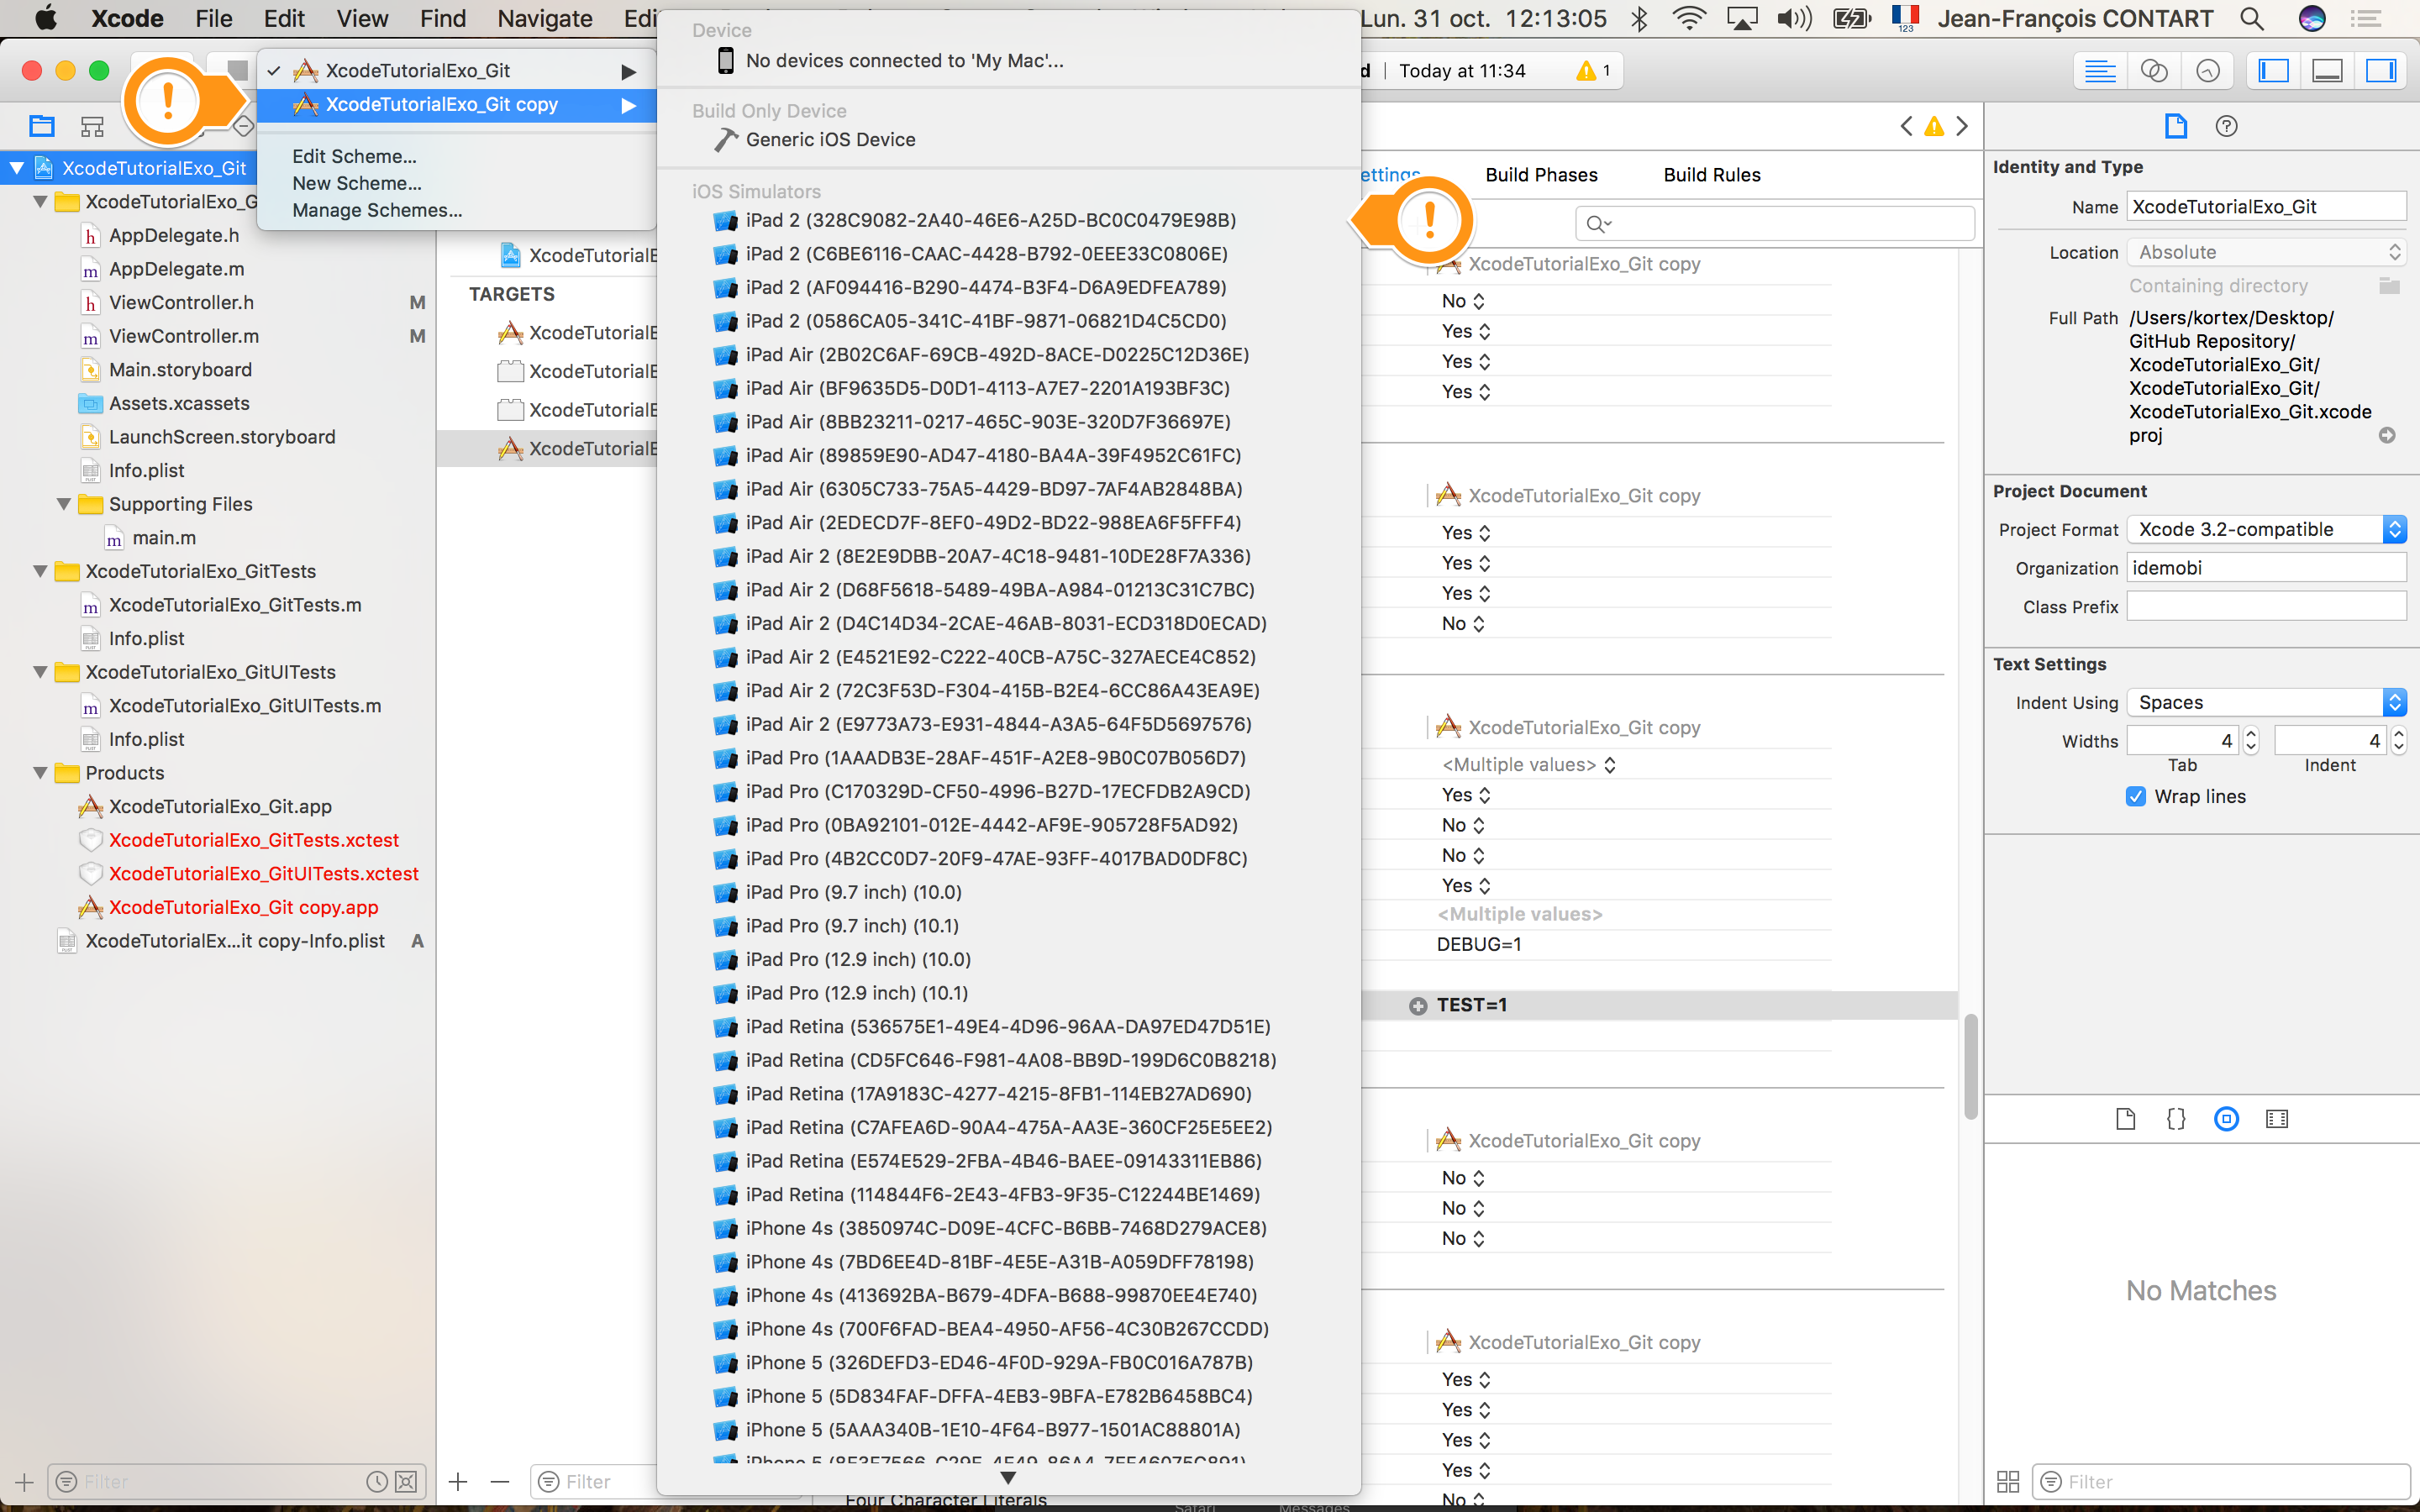 Xcode File Edit View Find Navigate Lun. 31 oct. 12:13:05 123 Jean-François CONTART
XcodeTutorialExo_Git
XcodeTutorialExo_Git copy
Edit Scheme...
New Scheme...
Manage Schemes...
Device
No devices connected to 'My Mac'...
Build Only Device
Generic iOS Device
iOS Simulators
iPad 2 (328C9082-2A40-46E6-A25D-BC0C0479E98B)
iPad 2 (C6BE6116-CAAC-4428-B792-0EEE33C0806E)
iPad 2 (AF094416-B290-4474-B3F4-D6A9EDFEA789)
iPad 2 (0586CA05-341C-41BF-9871-06821D4C5CD0)
iPad Air (2B02C6AF-69CB-492D-8ACE-D0225C12D36E)
iPad Air (BF9635D5-D0D1-4113-A7E7-2201A193BF3C)
iPad Air (8BB23211-0217-465C-903E-320D7F36697E)
iPad Air (89859E90-AD47-4180-BA4A-39F4952C61FC)
iPad Air (6305C733-75A5-4429-BD97-7AF4AB2848BA)
iPad Air (2EDECD7F-8EF0-49D2-BD22-988EA6F5FFF4)
iPad Air 2 (8E2E9DBB-20A7-4C18-9481-10DE28F7A336)
iPad Air 2 (D68F5618-5489-49BA-A984-01213C31C7BC)
iPad Air 2 (D4C14D34-2CAE-46AB-8031-ECD318D0ECAD)
iPad Air 2 (E4521E92-C222-40CB-A75C-327AECE4C852)
iPad Air 2 (72C3F53D-F304-415B-B2E4-6CC86A43EA9E)
iPad Air 2 (E9773A73-E931-4844-A3A5-64F5D5697576)
iPad Pro (1AAADB3E-28AF-451F-A2E8-9B0C07B056D7)
iPad Pro (C170329D-CF50-4996-B27D-17ECFDB2A9CD)
iPad Pro (0BA92101-012E-4442-AF9E-905728F5AD92)
iPad Pro (4B2CC0D7-20F9-47AE-93FF-4017BAD0DF8C)
iPad Pro (9.7 inch) (10.0)
iPad Pro (9.7 inch) (10.1)
iPad Pro (12.9 inch) (10.0)
iPad Pro (12.9 inch) (10.1)
iPad Retina (536575E1-49E4-4D96-96AA-DA97ED47D51E)
iPad Retina (CD5FC646-F981-4A08-BB9D-199D6C0B8218)
iPad Retina (17A9183C-4277-4215-8FB1-114EB27AD690)
iPad Retina (C7AFEA6D-90A4-475A-AA3E-360CF25E5EE2)
iPad Retina (E574E529-2FBA-4B46-BAEE-09143311EB86)
iPad Retina (114844F6-2E43-4FB3-9F35-C12244BE1469)
iPhone 4s (3850974C-D09E-4CFC-B6BB-7468D279ACE8)
iPhone 4s (7BD6EE4D-81BF-4E5E-A31B-A059DFF78198)
iPhone 4s (413692BA-B679-4DFA-B688-99870EE4E740)
iPhone 4s (700F6FAD-BEA4-4950-AF56-4C30B267CCDD)
iPhone 5 (326DEFD3-ED46-4F0D-929A-FB0C016A787B)
iPhone 5 (5D834FAF-DFFA-4EB3-9BFA-E782B6458BC4)
iPhone 5 (5AAA340B-1E10-4F64-B977-1501AC88801A)
Today at 11:34 1
XcodeTutorialExo_Git
AppDelegate.h
AppDelegate.m
ViewController.h M
ViewController.m M
Main.storyboard
Assets.xcassets
LaunchScreen.storyboard
Info.plist
Supporting Files
main.m
XcodeTutorialExo_GitTests
XcodeTutorialExo_GitTests.m
Info.plist
XcodeTutorialExo_GitUITests
XcodeTutorialExo_GitUITests.m
Info.plist
Products
XcodeTutorialExo_Git.app
XcodeTutorialExo_GitTests.xctest
XcodeTutorialExo_GitUITests.xctest
XcodeTutorialExo_Git copy.app
XcodeTutorialEx...it copy-Info.plist A
Filter
TARGETS
Filter
Build Phases Build Rules
XcodeTutorialExo_Git copy
No
Yes
Yes
Yes
XcodeTutorialExo_Git copy
Yes
Yes
Yes
No
XcodeTutorialExo_Git copy
<Multiple values>
Yes
No
No
Yes
<Multiple values>
DEBUG=1
TEST=1
XcodeTutorialExo_Git copy
No
No
No
XcodeTutorialExo_Git copy
Yes
Yes
Yes
Yes
No
Four Character Literals
Identity and Type
Name XcodeTutorialExo_Git
Location Absolute
Containing directory
Full Path /Users/kortex/Desktop/
GitHub Repository/
XcodeTutorialExo_Git/
XcodeTutorialExo_Git/
XcodeTutorialExo_Git.xcode
proj
Project Document
Project Format Xcode 3.2-compatible
Organization idemobi
Class Prefix
Text Settings
Indent Using Spaces
Widths 4 4
Tab Indent
Wrap lines
No Matches
Filter